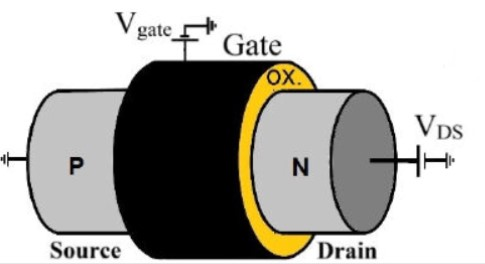 Vgate
Gate
OX.
VDS
P
N
Source
Drain